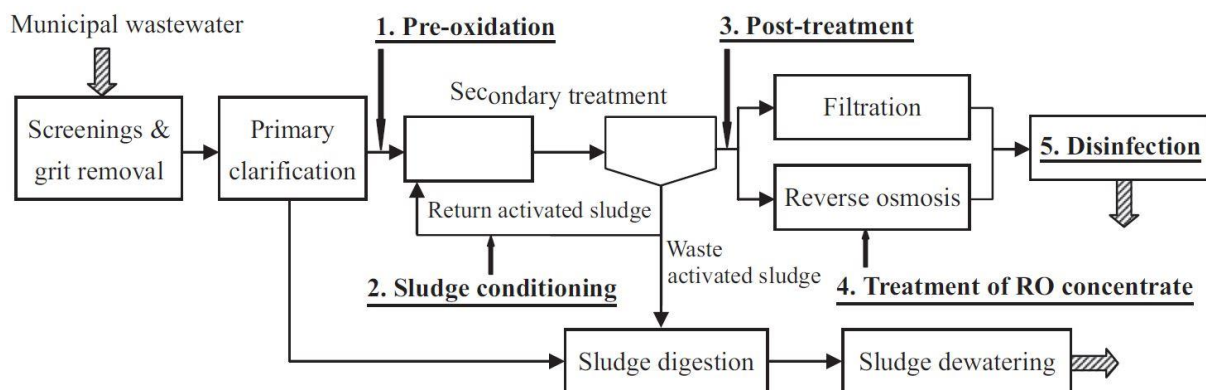 Municipal wastewater
1. Pre-oxidation
3. Post-treatment
Secondary treatment
Screenings &
grit removal
Primary
clarification
Filtration
5. Disinfection
Return activated sludge
Reverse osmosis
Waste
activated sludge
2. Sludge conditioning
4. Treatment of RO concentrate
Sludge digestion
Sludge dewatering